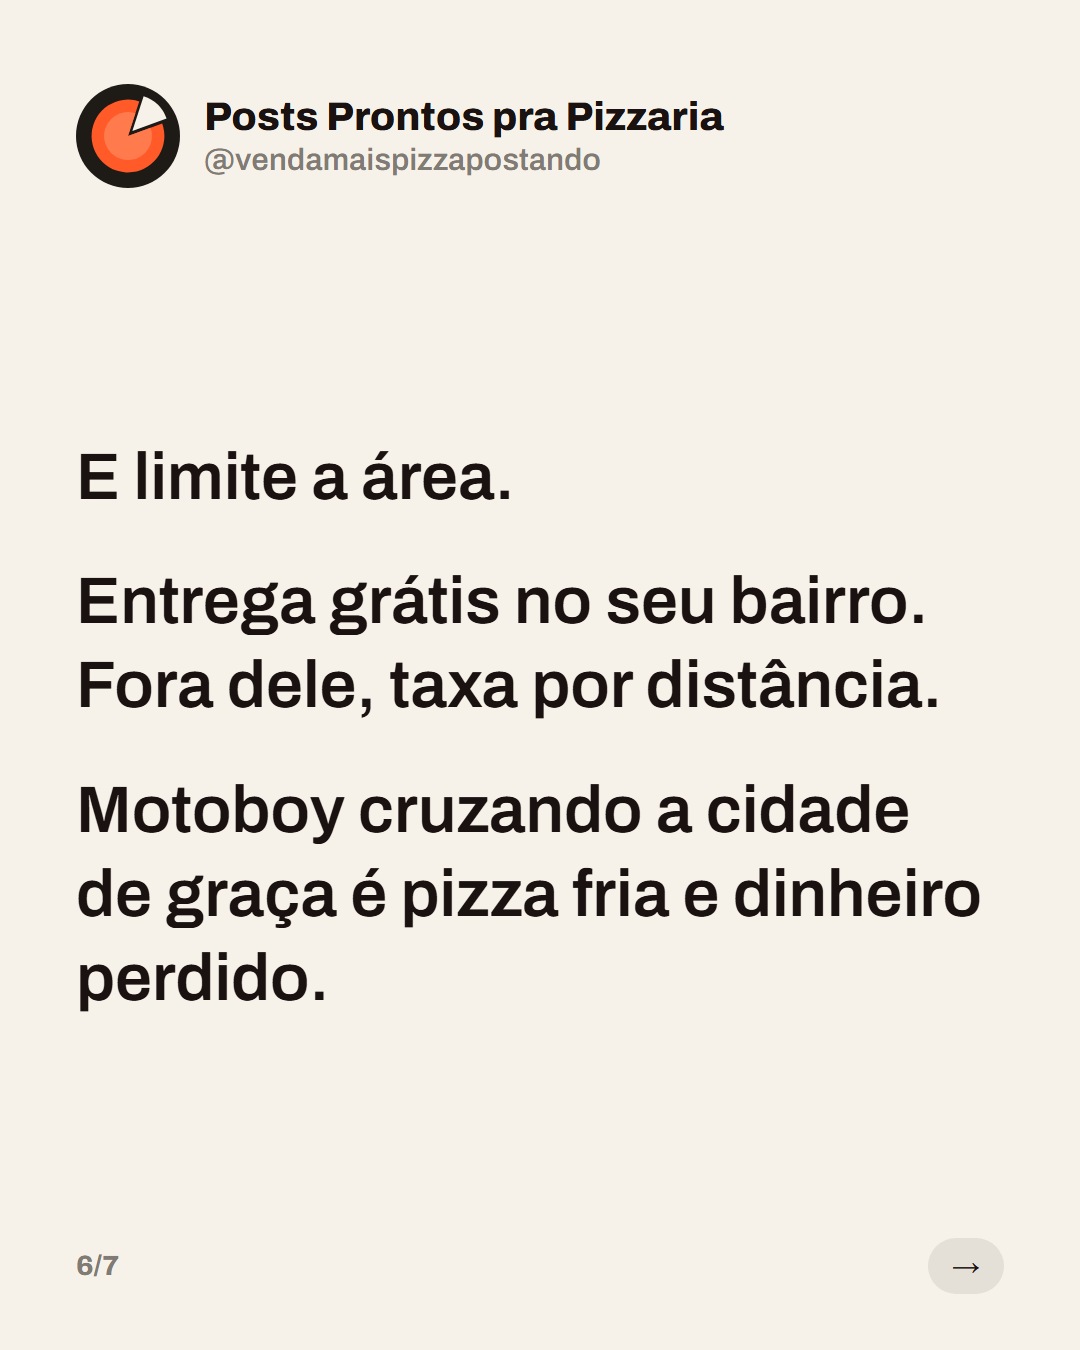 Posts Prontos pra Pizzaria
@vendamaispizzapostando
E limite a área.
Entrega grátis no seu bairro.
Fora dele, taxa por distância.
Motoboy cruzando a cidade
de graça é pizza fria e dinheiro
perdido.
6/7
→